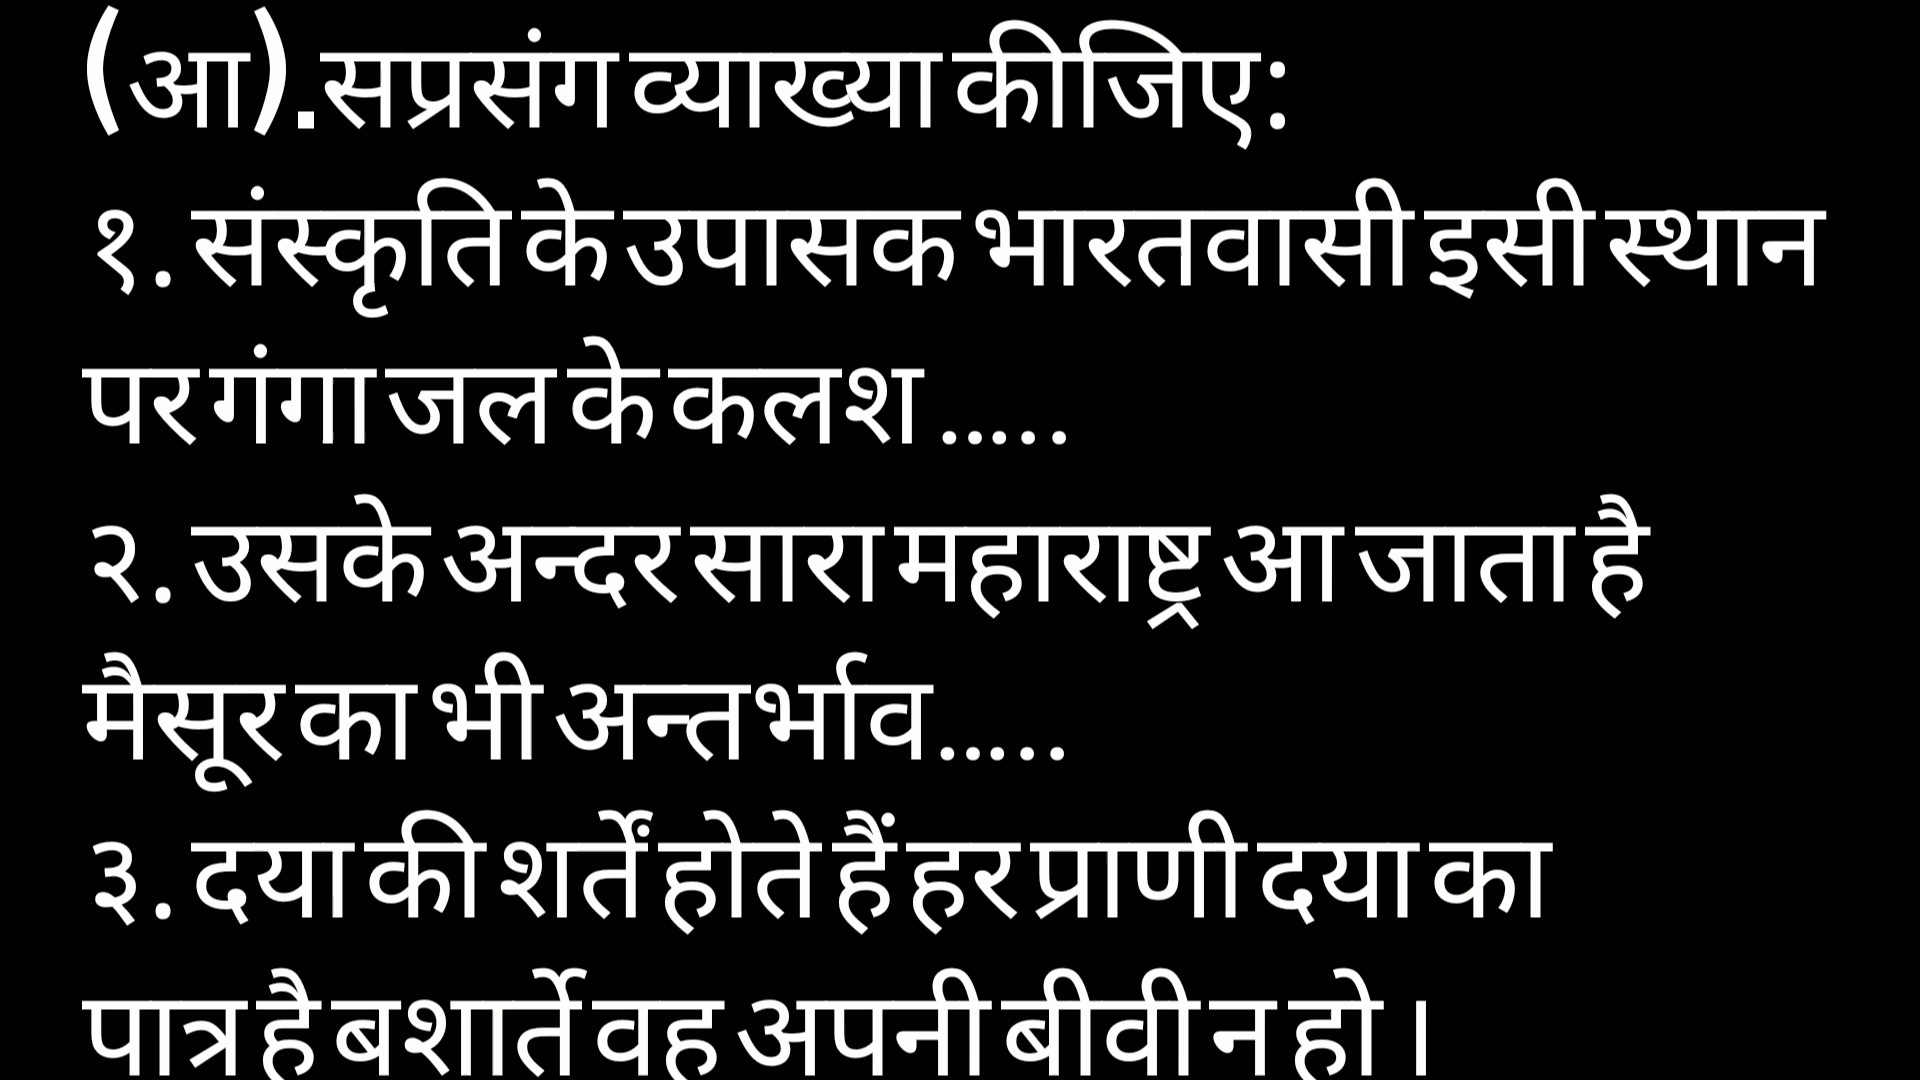 (आ).सप्रसंग व्याख्या कीजिए:
१. संस्कृति के उपासक भारतवासी इसी स्थान
पर गंगा जल के कलश .....
२. उसके अन्दर सारा महाराष्ट्र आ जाता है
मैसूर का भी अन्तर्भाव.....
३. दया की शर्तें होते हैं हर प्राणी दया का
पात्र है बशार्ते वह अपनी बीवी न हो ।